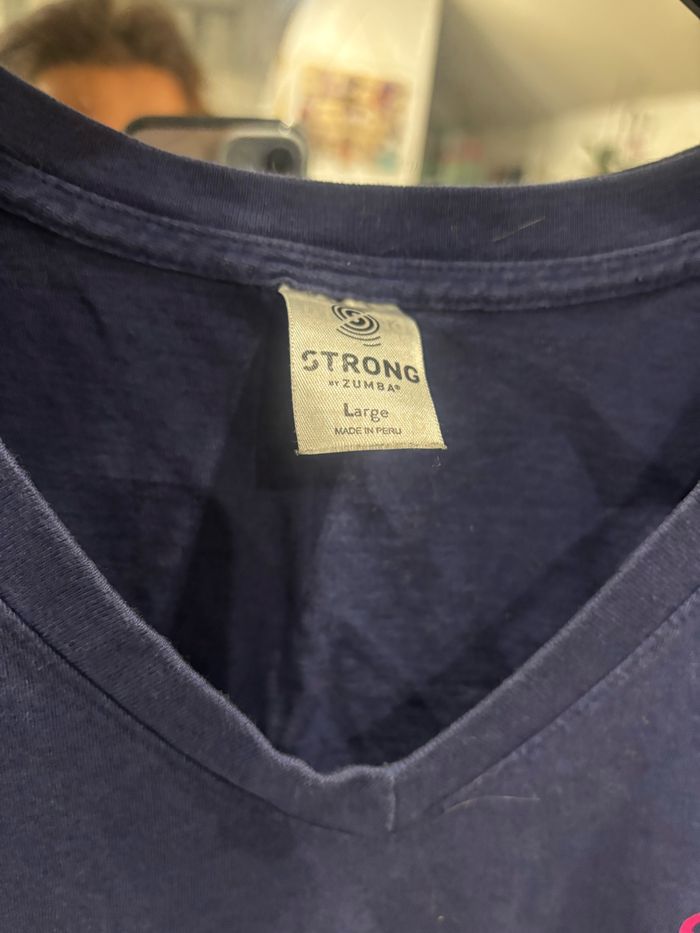 STRONG
BY ZUMBA®
Large
MADE IN PERU